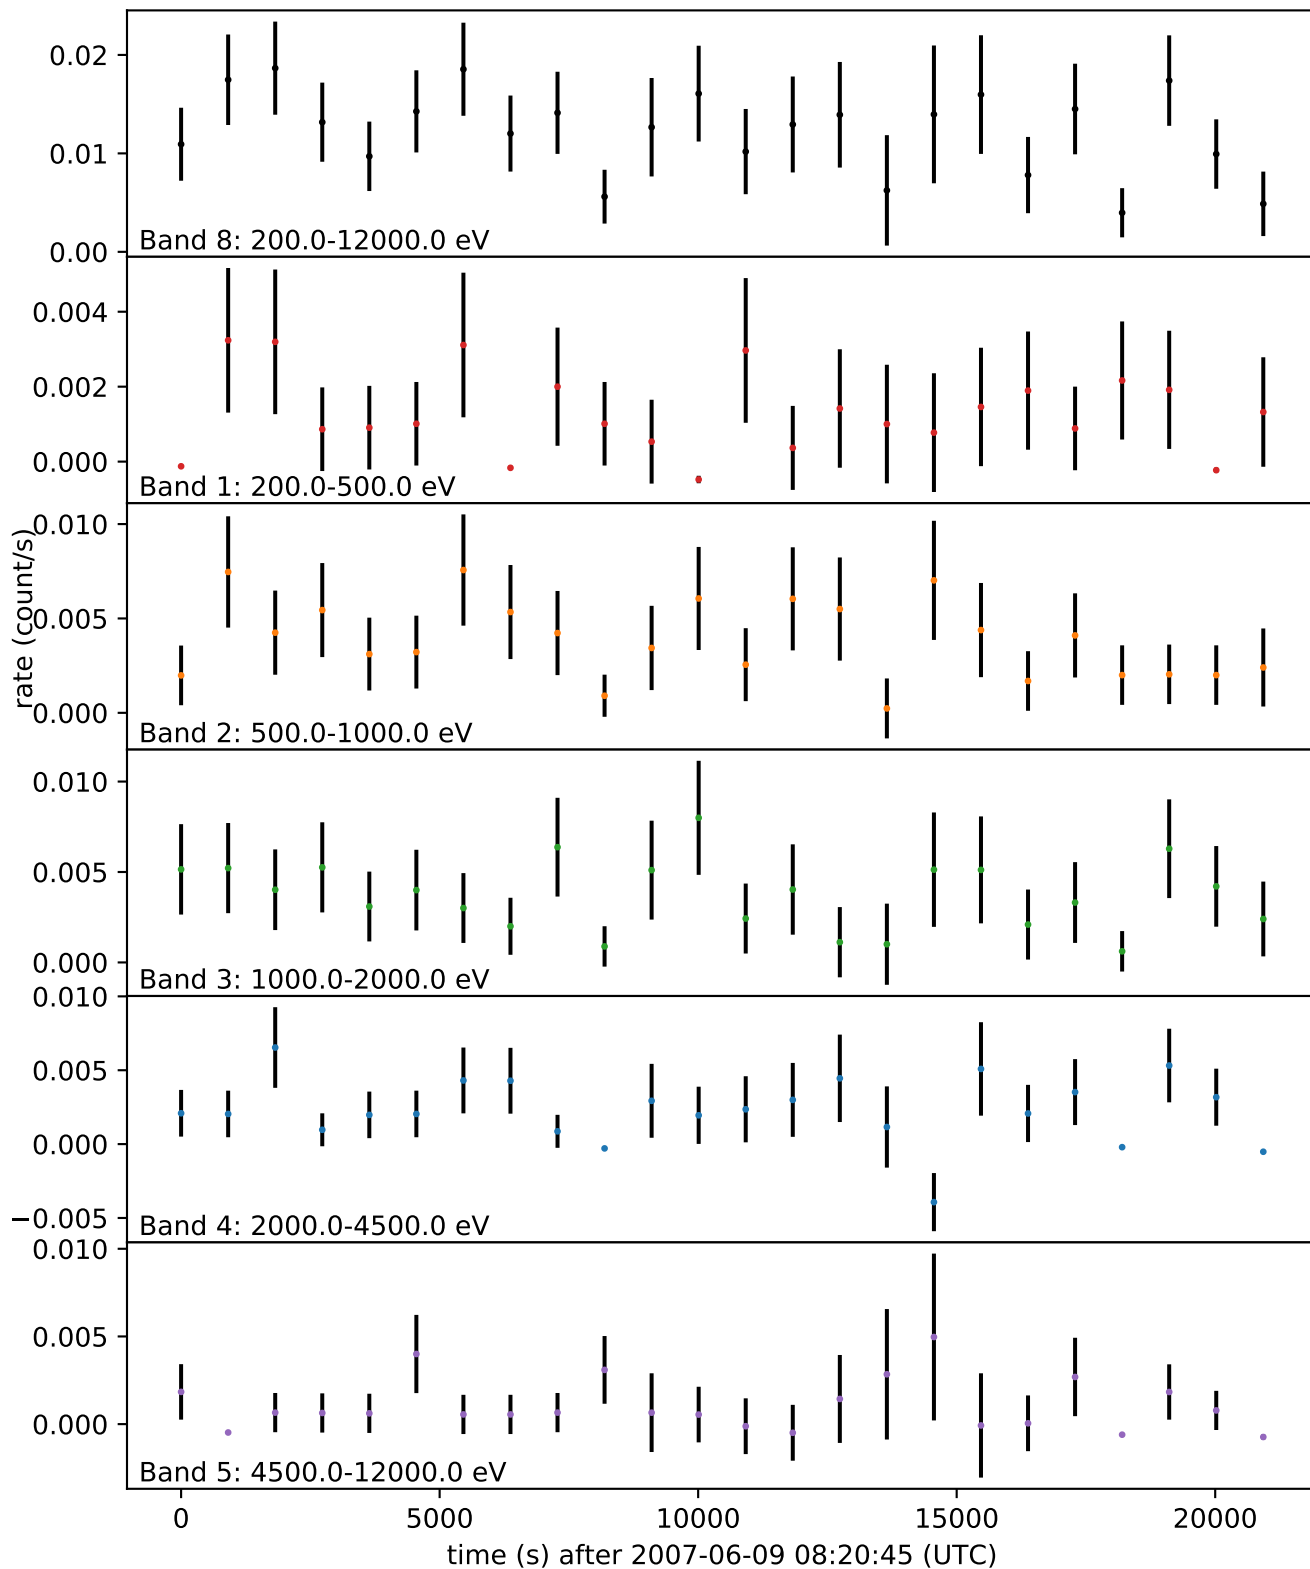 0.02
0.01
0.00
Band 8: 200.0-12000.0 eV
0.004
0.002
0.000
Band 1: 200.0-500.0 eV
rate (count/s)
0.010
0.005
0.000
Band 2: 500.0-1000.0 eV
0.010
0.005
0.000
Band 3: 1000.0-2000.0 eV
0.010
0.005
0.000
−0.005
Band 4: 2000.0-4500.0 eV
0.010
0.005
0.000
Band 5: 4500.0-12000.0 eV
0 5000 10000 15000 20000
time (s) after 2007-06-09 08:20:45 (UTC)